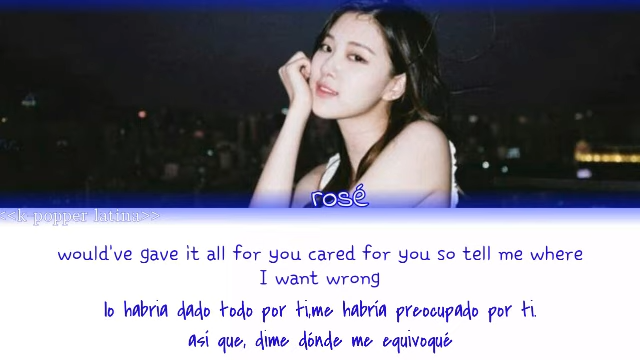 rosé
<<k-popper latina>>
would've gave it all for you cared for you so tell me where
I want wrong
lo habria dado todo por ti,me habría preocupado por ti.
así que, dime dónde me equivoqué